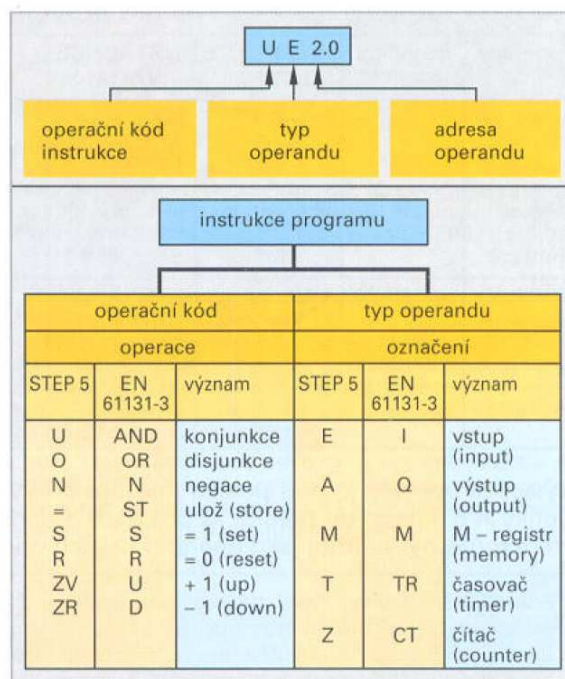 U E 2.0
operační kód instrukce
typ operandu
adresa operandu
instrukce programu
operační kód typ operandu
operace označení
STEP 5 EN 61131-3 význam STEP 5 EN 61131-3 význam
U AND konjunkce E I vstup (input)
O OR disjunkce
N N negace A Q výstup (output)
= ST ulož (store)
S S = 1 (set) M M M – registr (memory)
R R = 0 (reset)
ZV U + 1 (up) T TR časovač (timer)
ZR D – 1 (down)
Z CT čítač (counter)